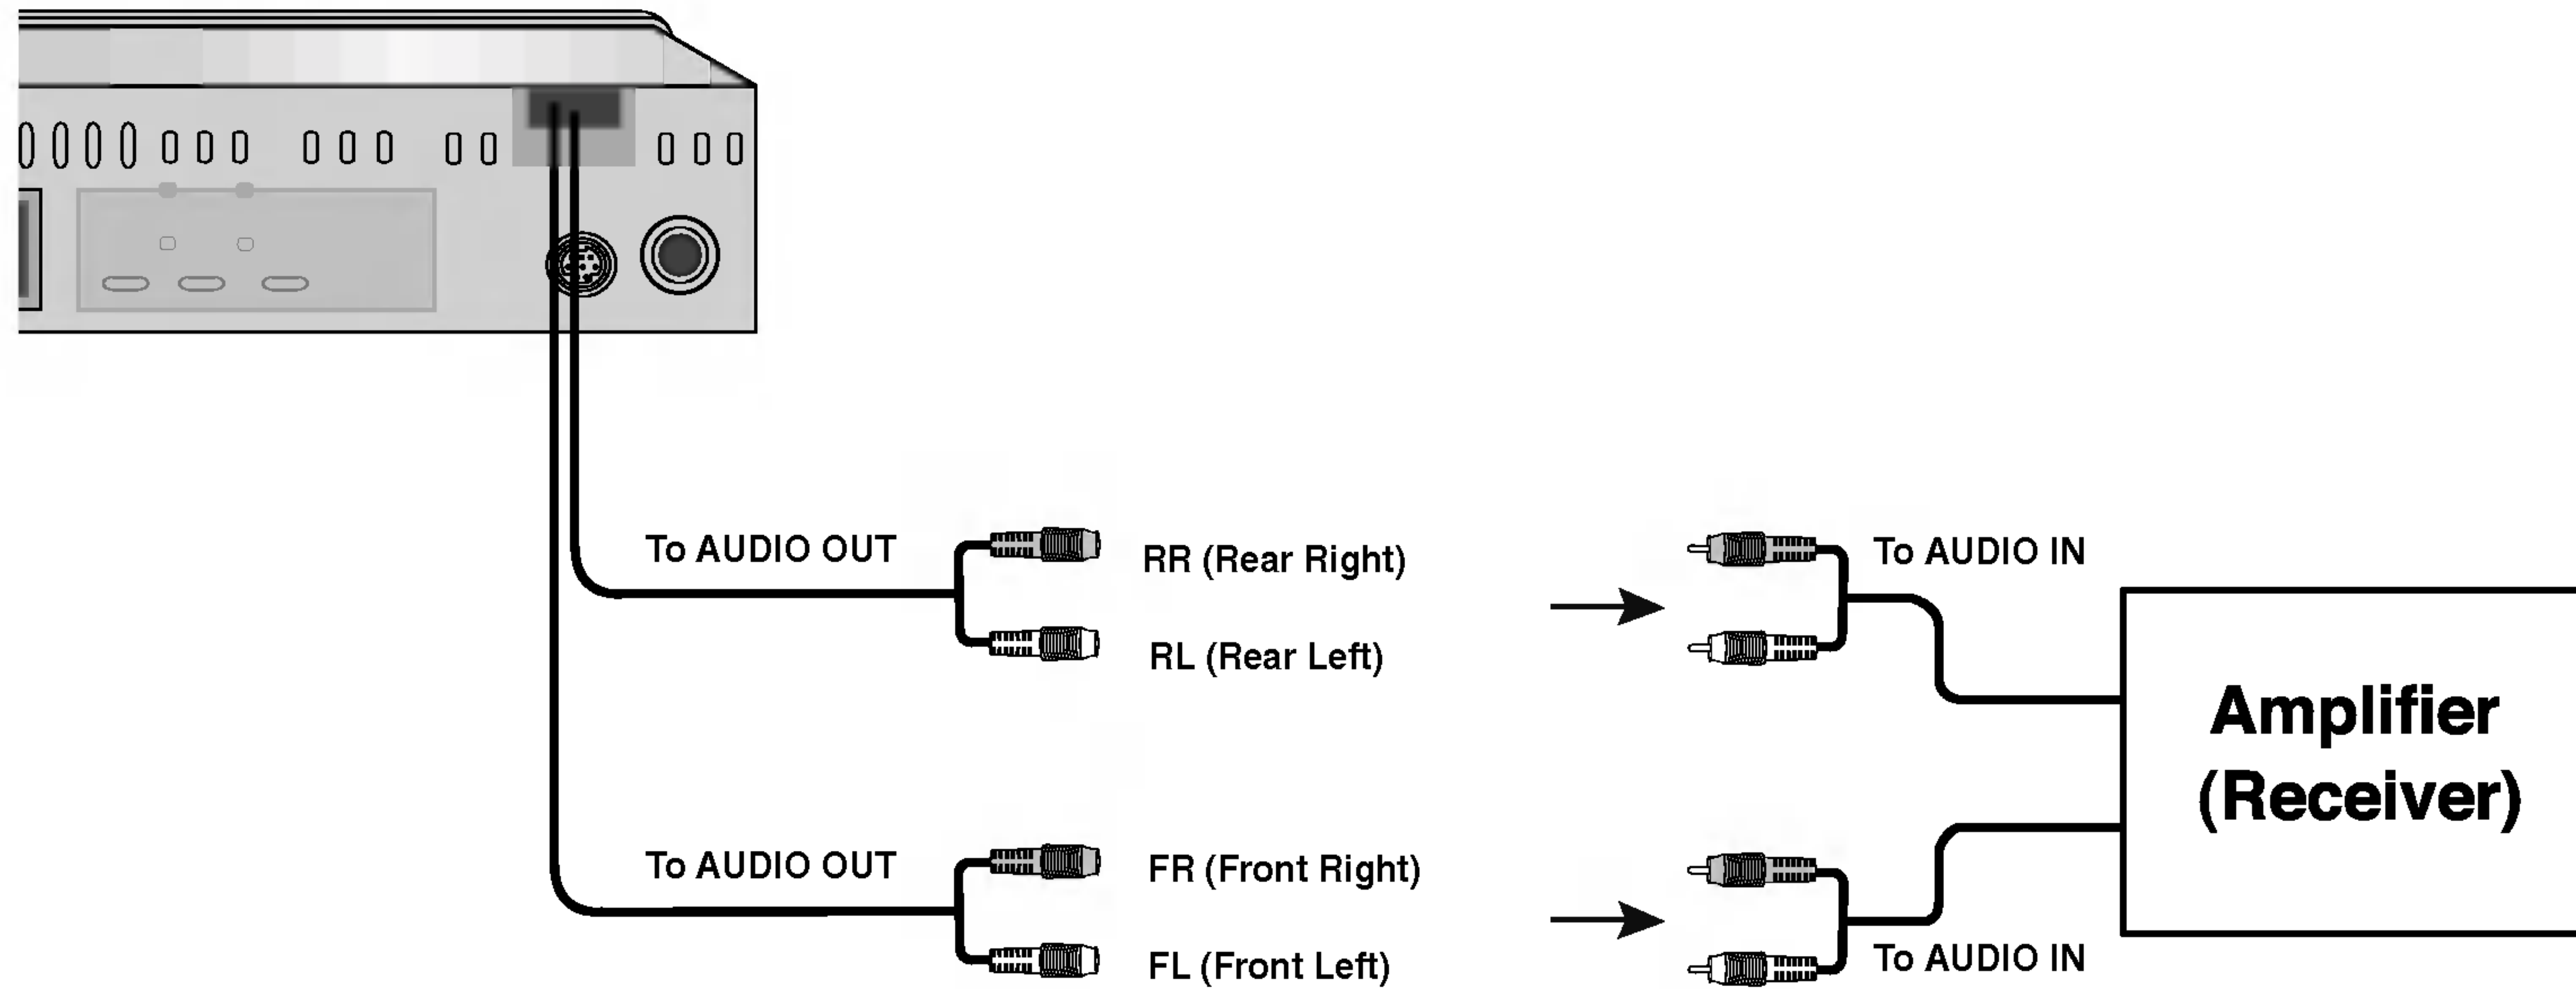 To AUDIO OUT
RR (Rear Right)
RL (Rear Left)
To AUDIO IN
Amplifier
(Receiver)
To AUDIO OUT
FR (Front Right)
FL (Front Left)
To AUDIO IN